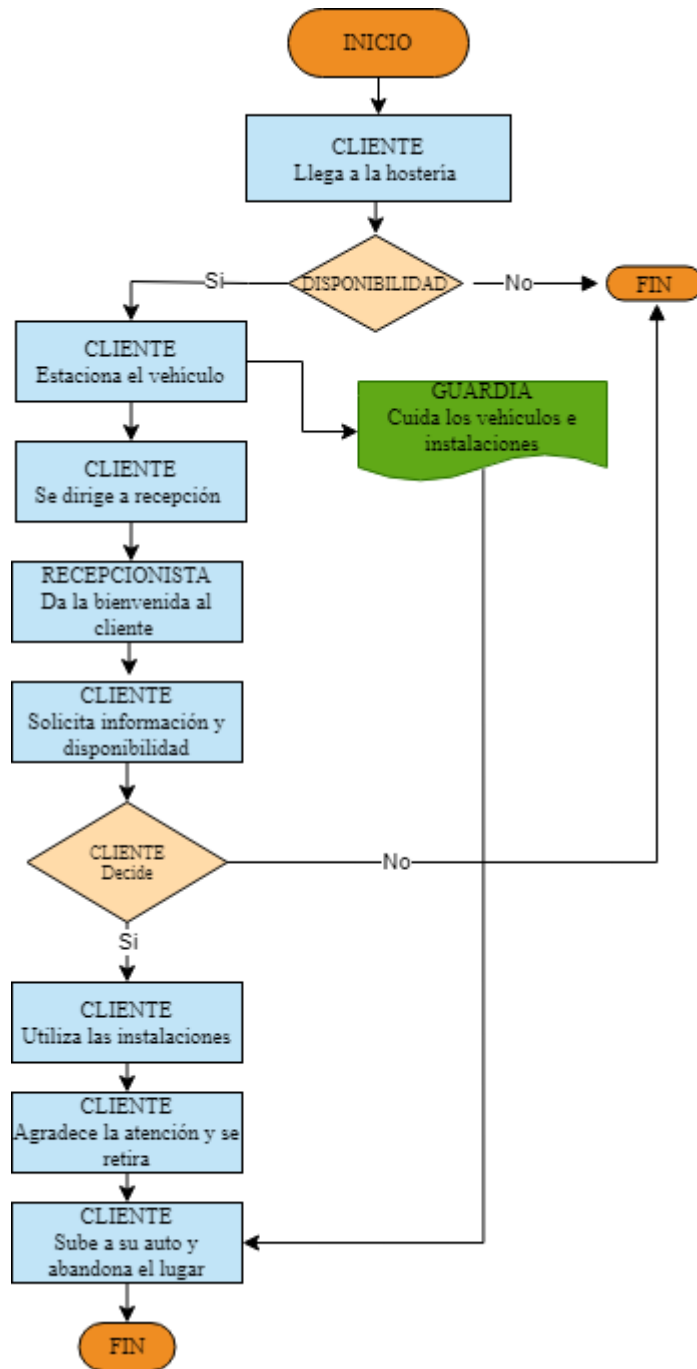 INICIO
CLIENTE
Llega a la hostería
DISPONIBILIDAD
Si
No
FIN
CLIENTE
Estaciona el vehículo
GUARDIA
Cuida los vehículos e
instalaciones
CLIENTE
Se dirige a recepción
RECEPCIONISTA
Da la bienvenida al
cliente
CLIENTE
Solicita información y
disponibilidad
CLIENTE
Decide
No
Si
CLIENTE
Utiliza las instalaciones
CLIENTE
Agradece la atención y se
retira
CLIENTE
Sube a su auto y
abandona el lugar
FIN